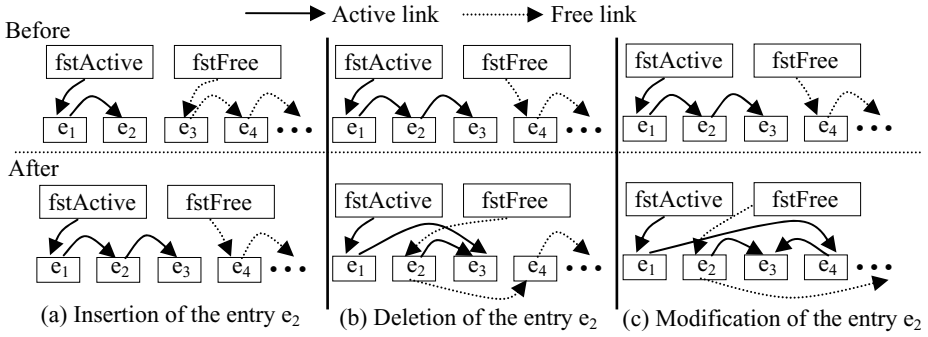 Active link Free link
Before
fstActive fstFree fstActive fstFree fstActive fstFree
e₁ e₂ e₃ e₄ ••• e₁ e₂ e₃ e₄ ••• e₁ e₂ e₃ e₄ •••
After
fstActive fstFree fstActive fstFree fstActive fstFree
e₁ e₂ e₃ e₄ ••• e₁ e₂ e₃ e₄ ••• e₁ e₂ e₃ e₄ •••
(a) Insertion of the entry e₂ (b) Deletion of the entry e₂ (c) Modification of the entry e₂